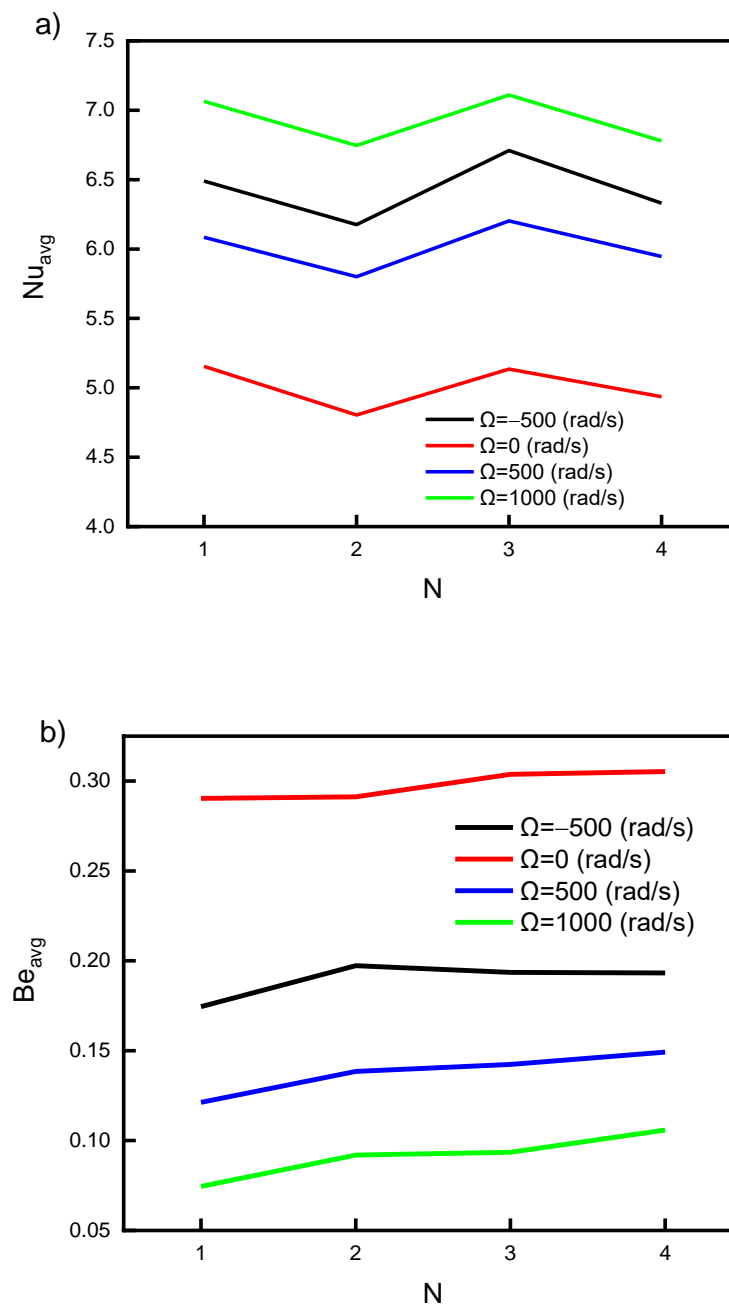 a)
7.5
7.0
6.5
6.0
5.5
5.0
4.5
4.0
Nu_avg
Ω=−500 (rad/s)
Ω=0 (rad/s)
Ω=500 (rad/s)
Ω=1000 (rad/s)
1 2 3 4
N
b)
0.30
0.25
0.20
0.15
0.10
0.05
Be_avg
Ω=−500 (rad/s)
Ω=0 (rad/s)
Ω=500 (rad/s)
Ω=1000 (rad/s)
1 2 3 4
N